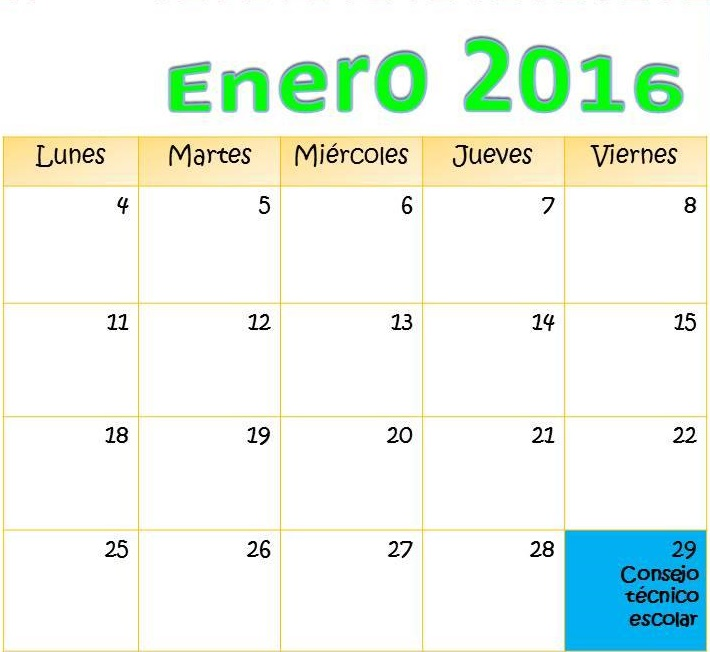 Enero 2016
Lunes Martes Miércoles Jueves Viernes
4 5 6 7 8
11 12 13 14 15
18 19 20 21 22
25 26 27 28 29
Consejo
técnico
escolar